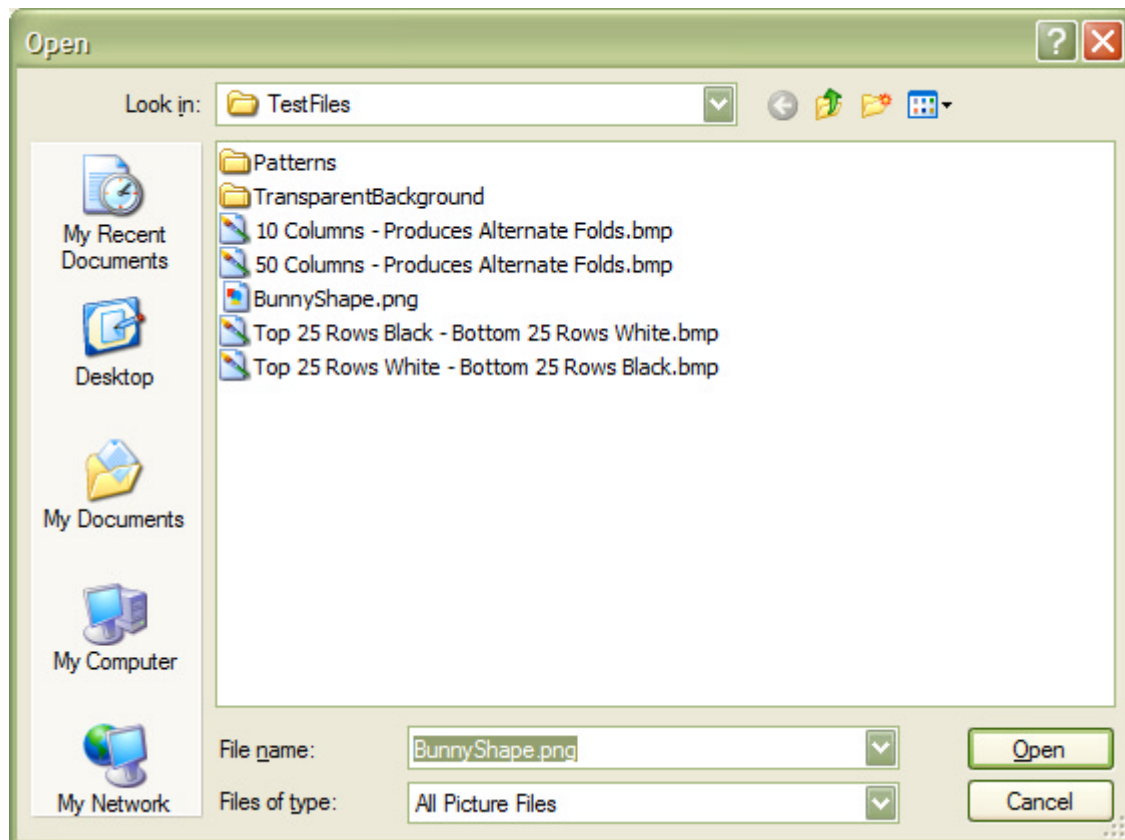 Open
Look in:
TestFiles
My Recent
Documents
Desktop
My Documents
My Computer
My Network
Patterns
TransparentBackground
10 Columns - Produces Alternate Folds.bmp
50 Columns - Produces Alternate Folds.bmp
BunnyShape.png
Top 25 Rows Black - Bottom 25 Rows White.bmp
Top 25 Rows White - Bottom 25 Rows Black.bmp
File name:
BunnyShape.png
Open
Files of type:
All Picture Files
Cancel